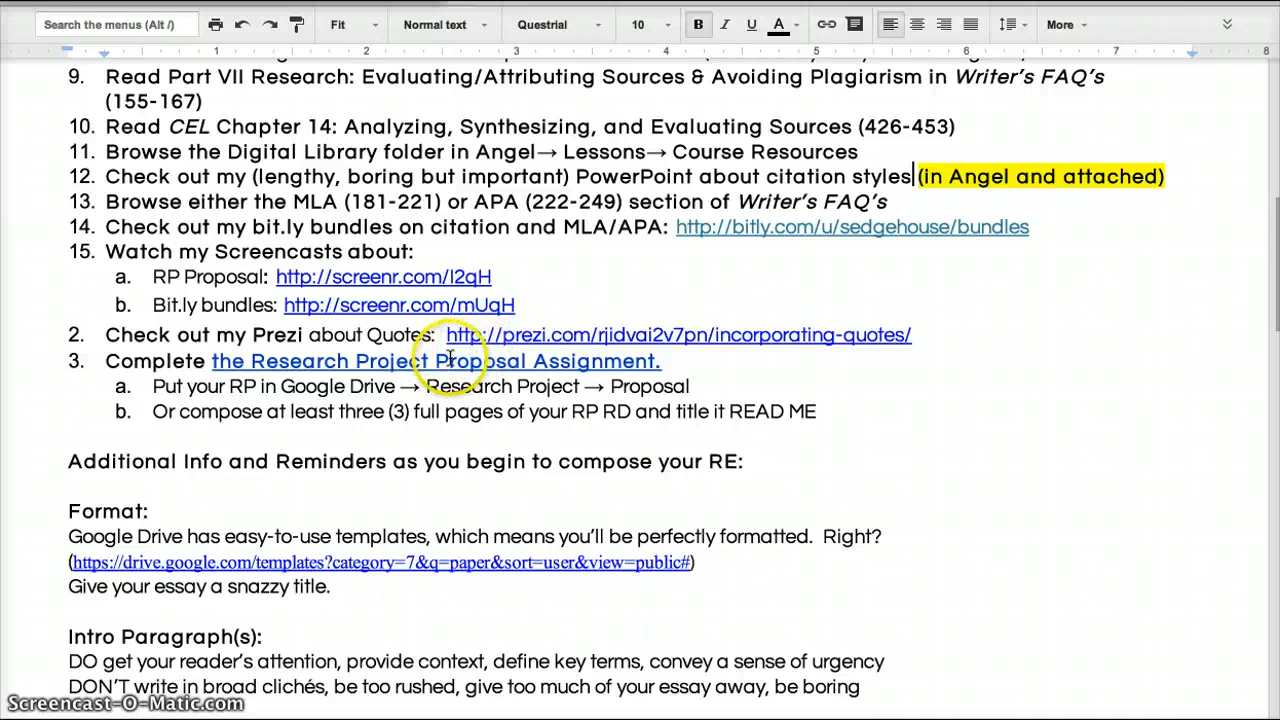 Search the menus (Alt /) Fit Normal text Questrial 10 B I U A More
2 3 4 5 6 7 8
9. Read Part VII Research: Evaluating/Attributing Sources & Avoiding Plagiarism in Writer's FAQ's
(155-167)
10. Read CEL Chapter 14: Analyzing, Synthesizing, and Evaluating Sources (426-453)
11. Browse the Digital Library folder in Angel→ Lessons→ Course Resources
12. Check out my (lengthy, boring but important) PowerPoint about citation styles (in Angel and attached)
13. Browse either the MLA (181-221) or APA (222-249) section of Writer's FAQ's
14. Check out my bit.ly bundles on citation and MLA/APA: http://bitly.com/u/sedgehouse/bundles
15. Watch my Screencasts about:
a. RP Proposal: http://screenr.com/I2qH
b. Bit.ly bundles: http://screenr.com/mUqH
2. Check out my Prezi about Quotes: http://prezi.com/rjidvai2v7pn/incorporating-quotes/
3. Complete the Research Project Proposal Assignment.
a. Put your RP in Google Drive → Research Project → Proposal
b. Or compose at least three (3) full pages of your RP RD and title it READ ME
Additional Info and Reminders as you begin to compose your RE:
Format:
Google Drive has easy-to-use templates, which means you'll be perfectly formatted. Right?
(https://drive.google.com/templates?category=7&q=paper&sort=user&view=public#)
Give your essay a snazzy title.
Intro Paragraph(s):
DO get your reader's attention, provide context, define key terms, convey a sense of urgency
DON'T write in broad clichés, be too rushed, give too much of your essay away, be boring
Screencast-O-Matic.com